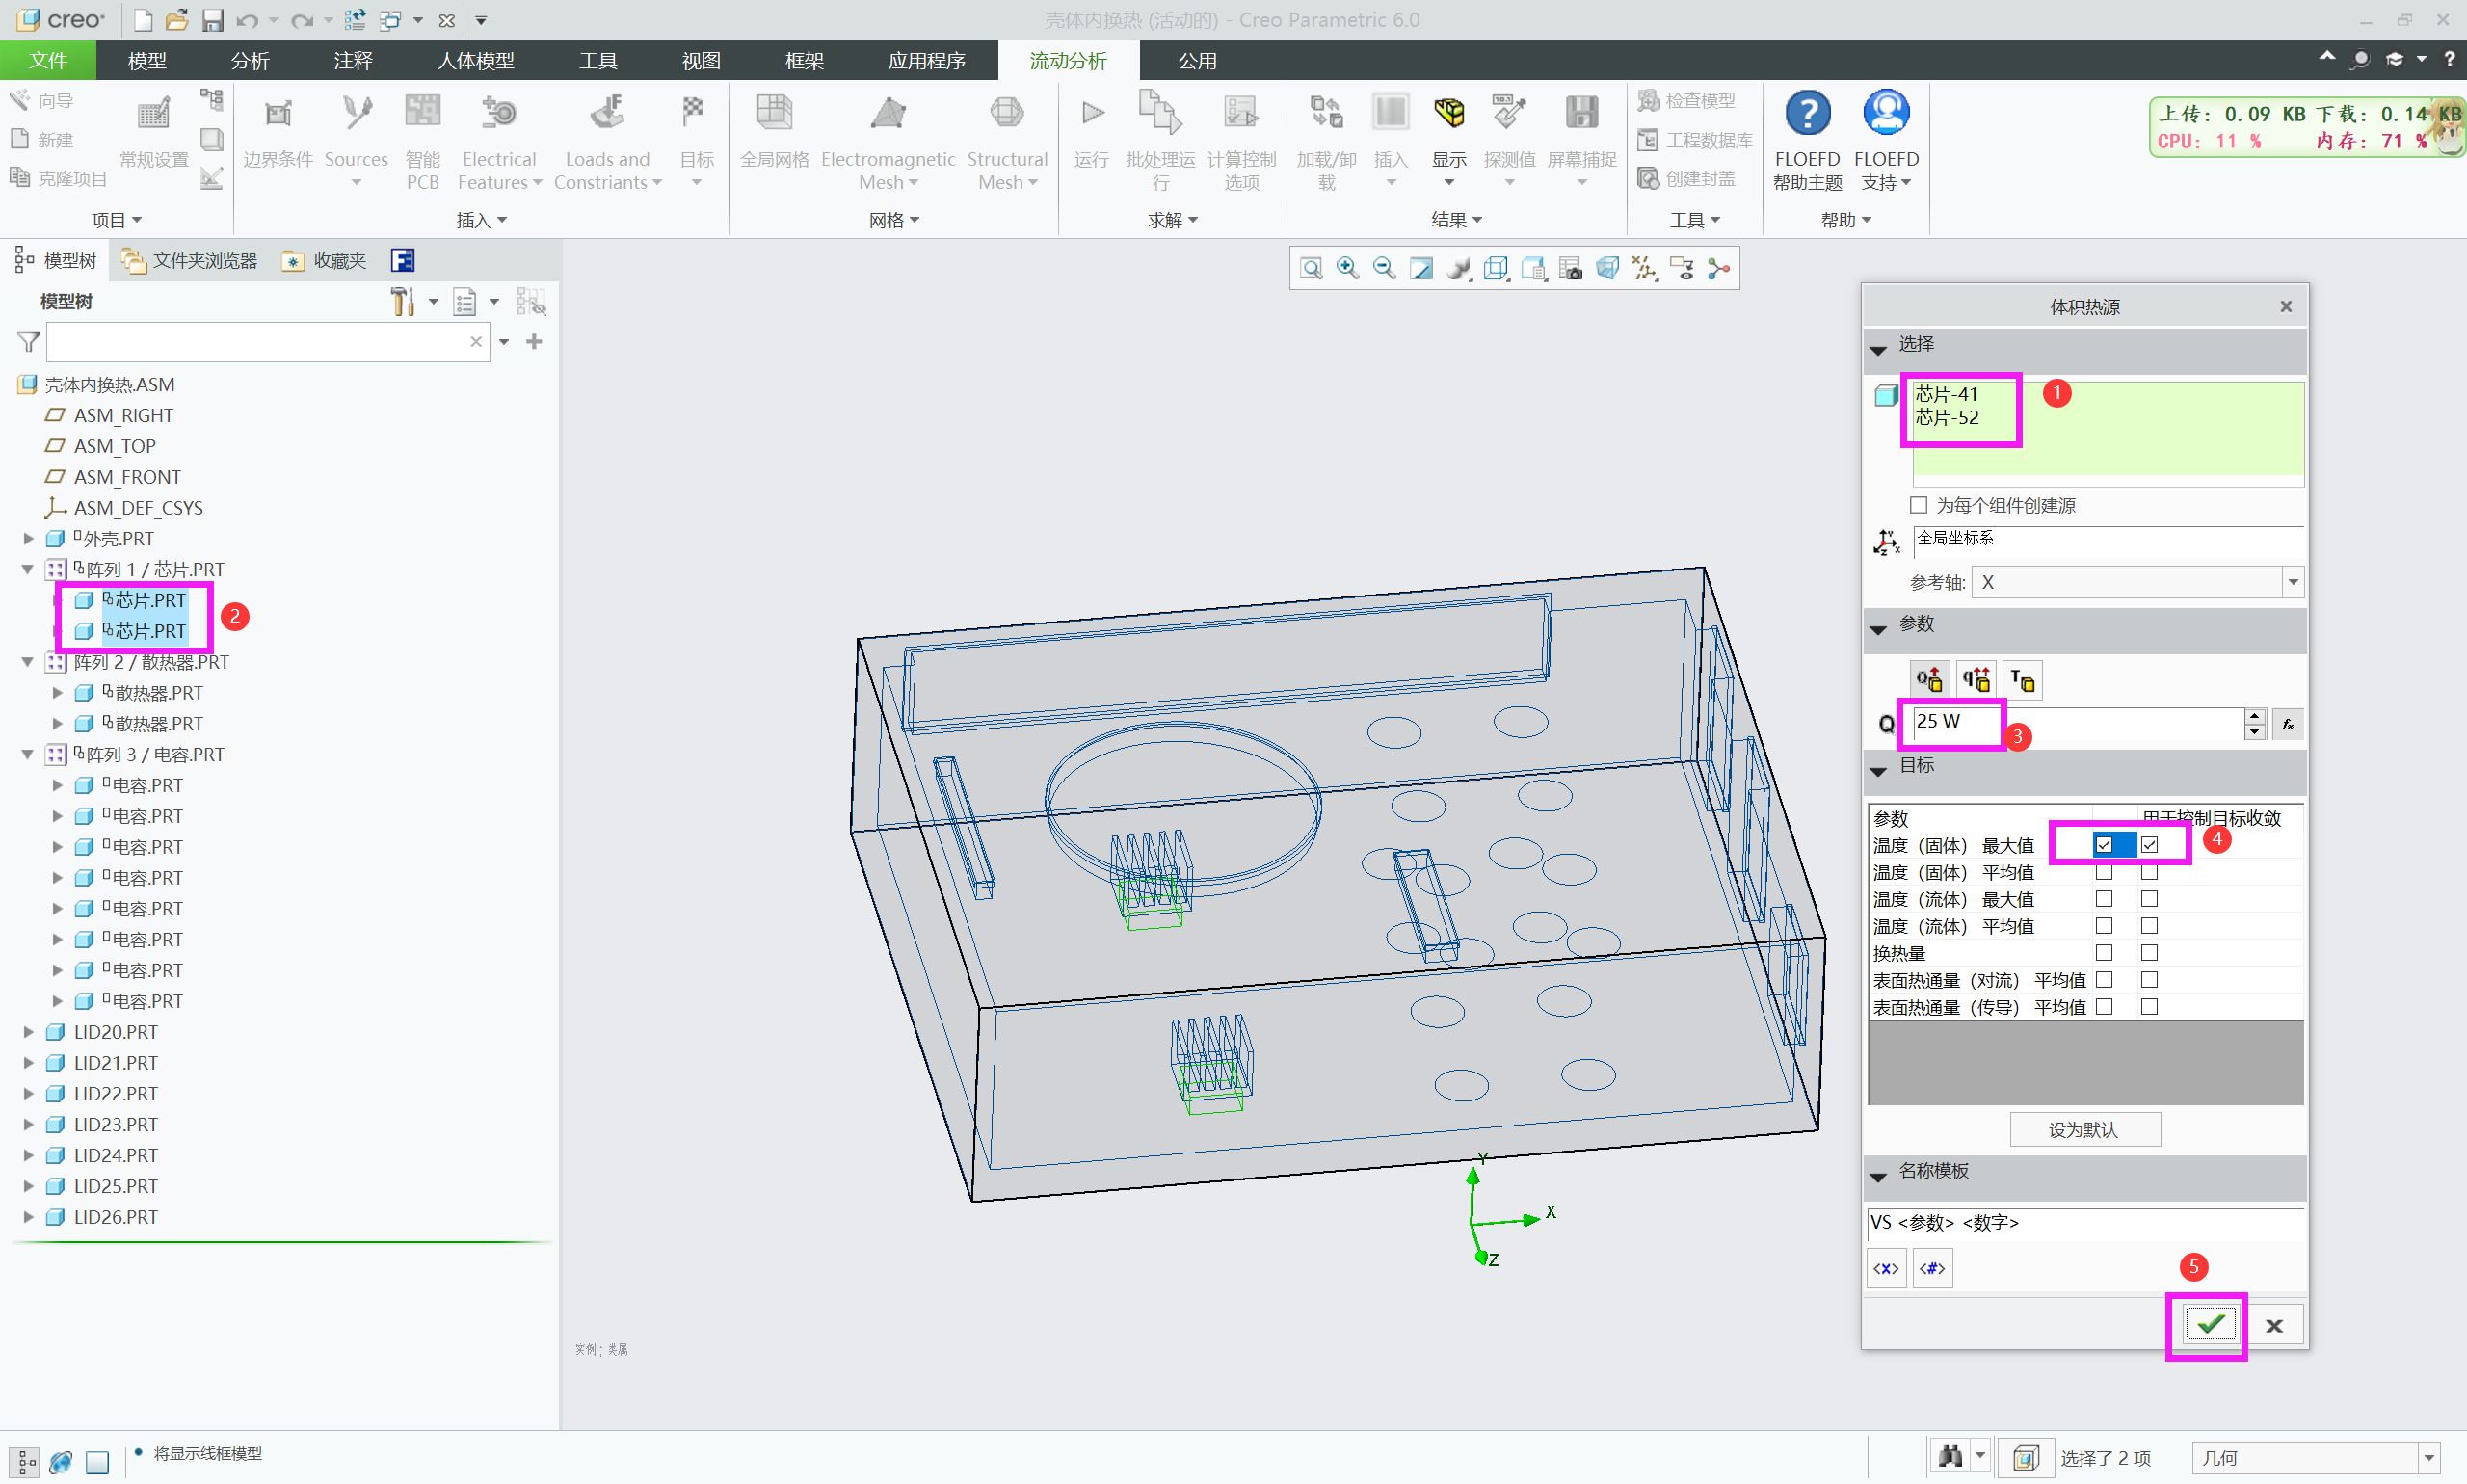 creo
壳体内换热 (活动的) - Creo Parametric 6.0
文件 模型 分析 注释 人体模型 工具 视图 框架 应用程序 流动分析 公用
向导
新建
克隆项目
常规设置
边界条件
Sources
智能
PCB
Electrical
Features
Loads and
Constraints
目标
全局网格
Electromagnetic
Mesh
Structural
Mesh
运行
批处理运
行
计算控制
选项
加载/卸
载
插入
显示
探测值
屏幕捕捉
检查模型
工程数据库
创建封盖
FLOEFD
帮助主题
FLOEFD
支持
项目 插入 网格 求解 结果 工具 帮助
上传: 0.09 KB 下载: 0.14 KB
CPU: 11 % 内存: 71 %
模型树 文件夹浏览器 收藏夹
模型树
壳体内换热.ASM
ASM_RIGHT
ASM_TOP
ASM_FRONT
ASM_DEF_CSYS
外壳.PRT
阵列 1 / 芯片.PRT
芯片.PRT
芯片.PRT
2
阵列 2 / 散热器.PRT
散热器.PRT
散热器.PRT
阵列 3 / 电容.PRT
电容.PRT
电容.PRT
电容.PRT
电容.PRT
电容.PRT
电容.PRT
电容.PRT
电容.PRT
LID20.PRT
LID21.PRT
LID22.PRT
LID23.PRT
LID24.PRT
LID25.PRT
LID26.PRT
Y
X
Z
实例: 类属
体积热源
选择
芯片-41
芯片-52
1
为每个组件创建源
全局坐标系
参考轴: X
参数
Q 25 W
3
目标
参数 用于控制目标收敛
温度（固体） 最大值
4
温度（固体） 平均值
温度（流体） 最大值
温度（流体） 平均值
换热量
表面热通量（对流） 平均值
表面热通量（传导） 平均值
设为默认
名称模板
VS <参数> <数字>
<x> <#>
5
将显示线框模型
选择了 2 项
几何